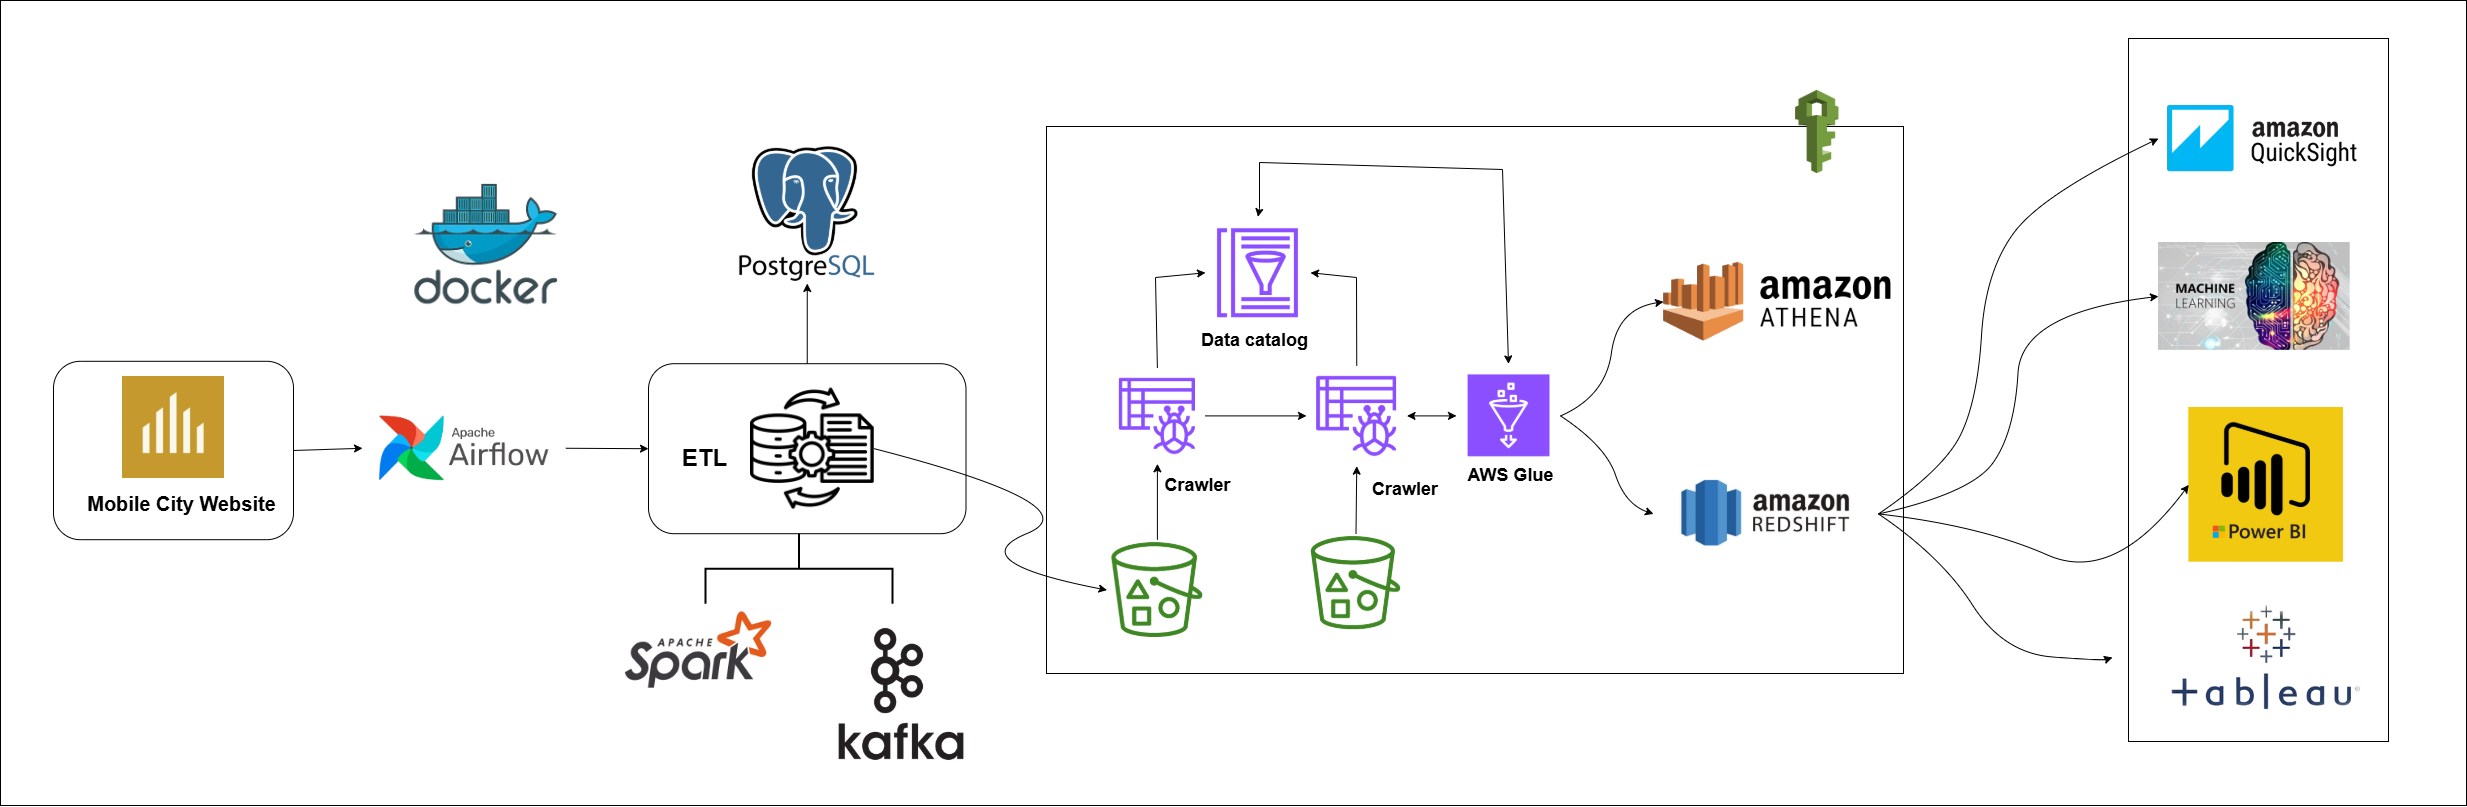 Mobile City Website
docker
Apache
Airflow
PostgreSQL
ETL
APACHE
Spark
kafka
Data catalog
Crawler
Crawler
AWS Glue
amazon
ATHENA
amazon
REDSHIFT
amazon
QuickSight
MACHINE
LEARNING
Power BI
+ableau®